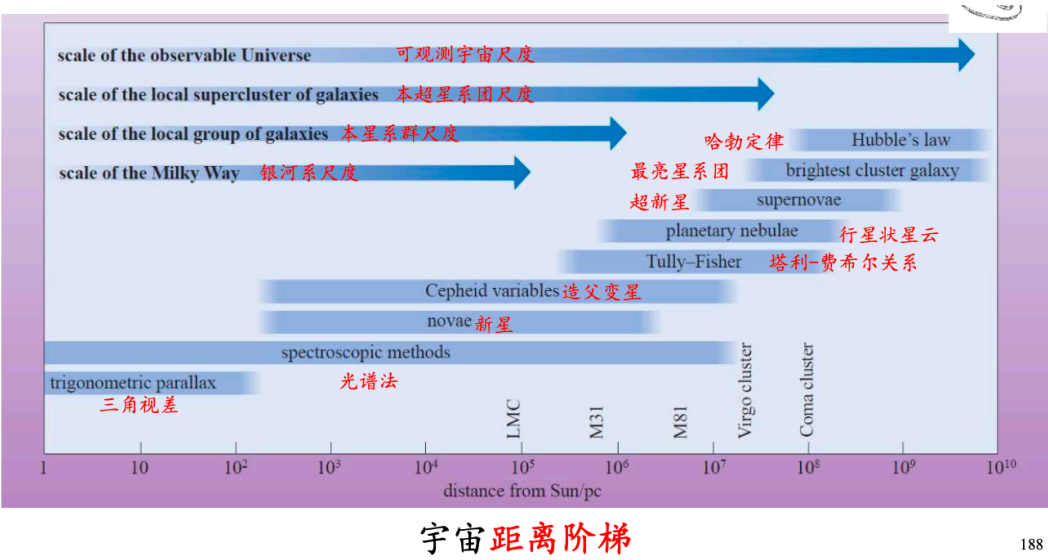 scale of the observable Universe 可观测宇宙尺度
scale of the local supercluster of galaxies 本超星系团尺度
scale of the local group of galaxies 本星系群尺度
哈勃定律 Hubble's law
scale of the Milky Way 银河系尺度
最亮星系团 brightest cluster galaxy
超新星 supernovae
planetary nebulae 行星状星云
Tully–Fisher 塔利-费希尔关系
Cepheid variables 造父变星
novae 新星
spectroscopic methods
光谱法
trigonometric parallax
三角视差
LMC
M31
M81
Virgo cluster
Coma cluster
1 10 10² 10³ 10⁴ 10⁵ 10⁶ 10⁷ 10⁸ 10⁹ 10¹⁰
distance from Sun/pc
宇宙距离阶梯
188